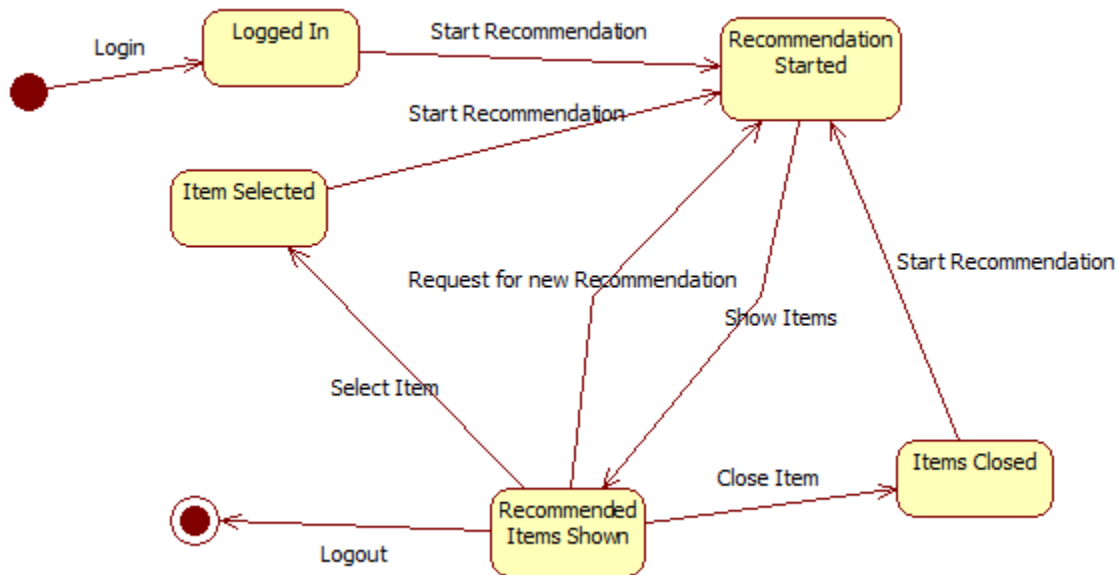 Login
Logged In
Start Recommendation
Recommendation
Started
Start Recommendation
Item Selected
Request for new Recommendation
Start Recommendation
Show Items
Select Item
Items Closed
Close Item
Recommended
Items Shown
Logout